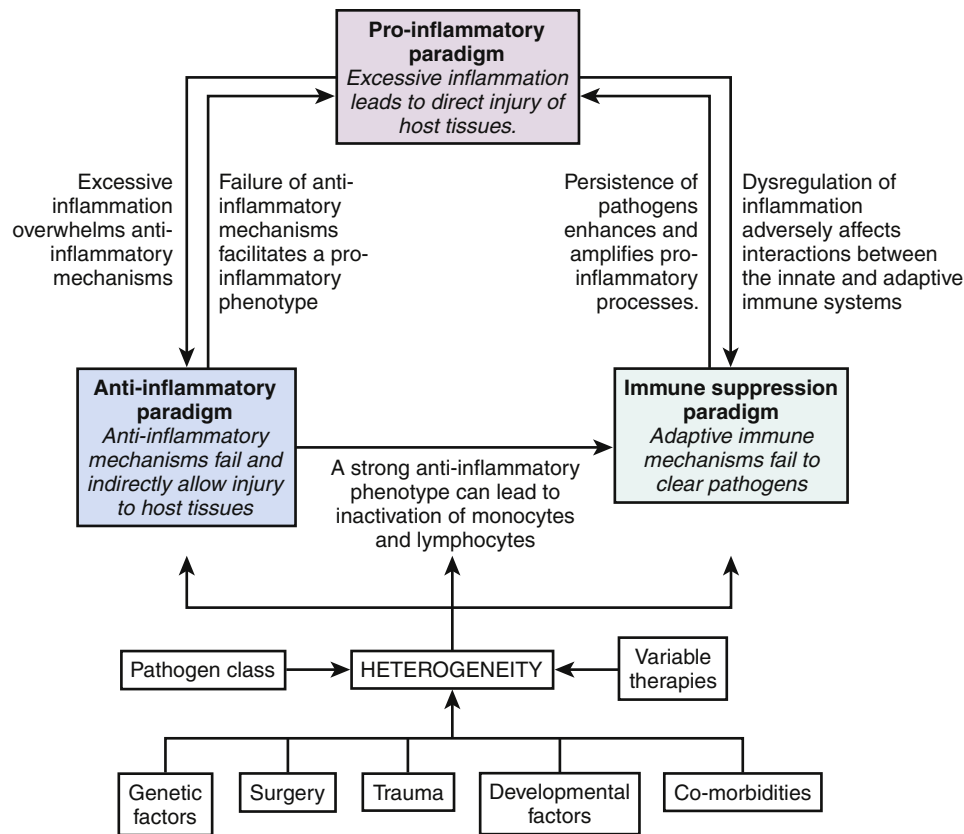 Pro-inflammatory
paradigm
Excessive inflammation
leads to direct injury of
host tissues.
Excessive
inflammation
overwhelms anti-
inflammatory
mechanisms
Failure of anti-
inflammatory
mechanisms
facilitates a pro-
inflammatory
phenotype
Persistence of
pathogens
enhances and
amplifies pro-
inflammatory
processes.
Dysregulation of
inflammation
adversely affects
interactions between
the innate and adaptive
immune systems
Anti-inflammatory
paradigm
Anti-inflammatory
mechanisms fail and
indirectly allow injury
to host tissues
A strong anti-inflammatory
phenotype can lead to
inactivation of monocytes
and lymphocytes
Immune suppression
paradigm
Adaptive immune
mechanisms fail to
clear pathogens
Pathogen class
HETEROGENEITY
Variable
therapies
Genetic
factors
Surgery
Trauma
Developmental
factors
Co-morbidities